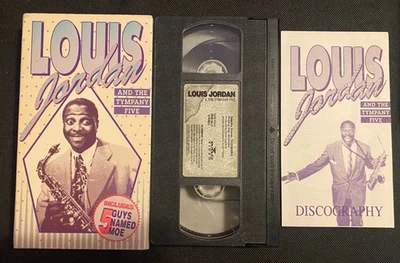 LOUIS
Jordan
AND THE
TYMPANY
FIVE
INCLUDES
5 GUYS
NAMED
MOE
LOUIS JORDAN
& THE TYMPANY FIVE
LOUIS
Jordan
AND THE
TYMPANY
FIVE
DISCOGRAPHY